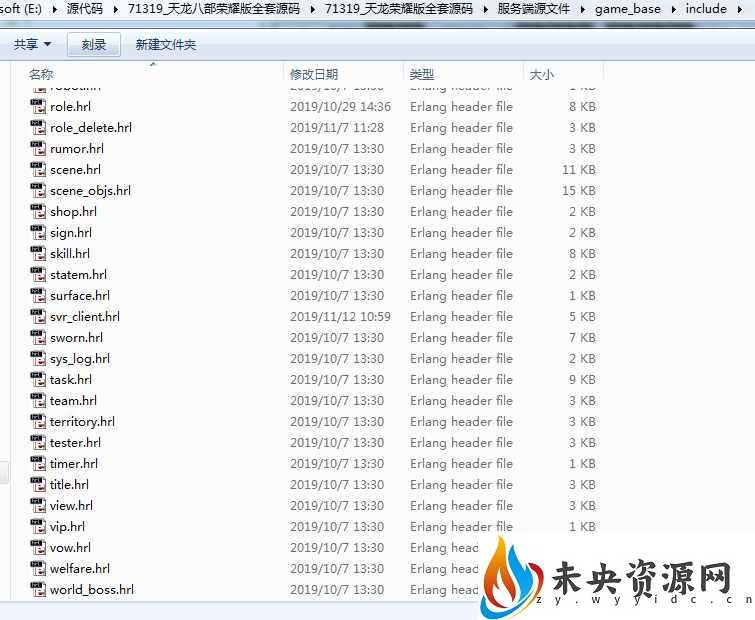 soft (E:) ▸ 源代码 ▸ 71319_天龙八部荣耀版全套源码 ▸ 71319_天龙荣耀版全套源码 ▸ 服务端源文件 ▸ game_base ▸ include ▸
共享 刻录 新建文件夹
名称 修改日期 类型 大小
role.hrl 2019/10/29 14:36 Erlang header file 8 KB
role_delete.hrl 2019/11/7 11:28 Erlang header file 3 KB
rumor.hrl 2019/10/7 13:30 Erlang header file 3 KB
scene.hrl 2019/10/7 13:30 Erlang header file 11 KB
scene_objs.hrl 2019/10/7 13:30 Erlang header file 15 KB
shop.hrl 2019/10/7 13:30 Erlang header file 2 KB
sign.hrl 2019/10/7 13:30 Erlang header file 2 KB
skill.hrl 2019/10/7 13:30 Erlang header file 8 KB
statem.hrl 2019/10/7 13:30 Erlang header file 2 KB
surface.hrl 2019/10/7 13:30 Erlang header file 1 KB
svr_client.hrl 2019/11/12 10:59 Erlang header file 5 KB
sworn.hrl 2019/10/7 13:30 Erlang header file 7 KB
sys_log.hrl 2019/10/7 13:30 Erlang header file 2 KB
task.hrl 2019/10/7 13:30 Erlang header file 9 KB
team.hrl 2019/10/7 13:30 Erlang header file 3 KB
territory.hrl 2019/10/7 13:30 Erlang header file 3 KB
tester.hrl 2019/10/7 13:30 Erlang header file 3 KB
timer.hrl 2019/10/7 13:30 Erlang header file 1 KB
title.hrl 2019/10/7 13:30 Erlang header file 3 KB
view.hrl 2019/10/7 13:30 Erlang header file 3 KB
vip.hrl 2019/10/7 13:30 Erlang header file 1 KB
vow.hrl 2019/10/7 13:30 Erlang head
welfare.hrl 2019/10/7 13:30 Erlang head
world_boss.hrl 2019/10/7 13:30 Erlang head
未央资源网
zy.wyyidc.cn